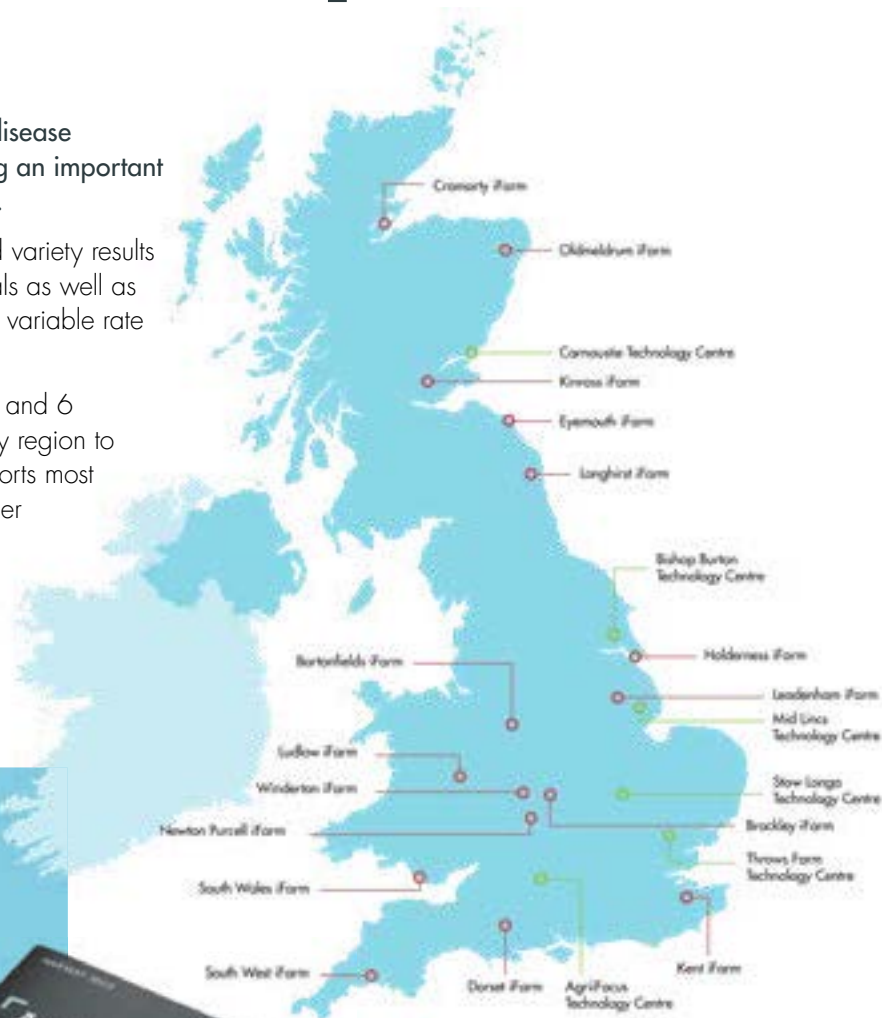 disease
g an important
d variety results
als as well as
variable rate
and 6
y region to
orts most
er
Cromarty iFarm
Oldmeldrum iFarm
Carnoustie Technology Centre
Kinross iFarm
Eyemouth iFarm
Longhirst iFarm
Bishop Burton
Technology Centre
Holderness iFarm
Bartonfields iFarm
Leadenham iFarm
Mid Lincs
Technology Centre
Ludlow iFarm
Winderton iFarm
Stow Longa
Technology Centre
Newton Purcell iFarm
Brackley iFarm
Throws Farm
Technology Centre
South Wales iFarm
South West iFarm
Dorset iFarm
AgriiFocus
Technology Centre
Kent iFarm